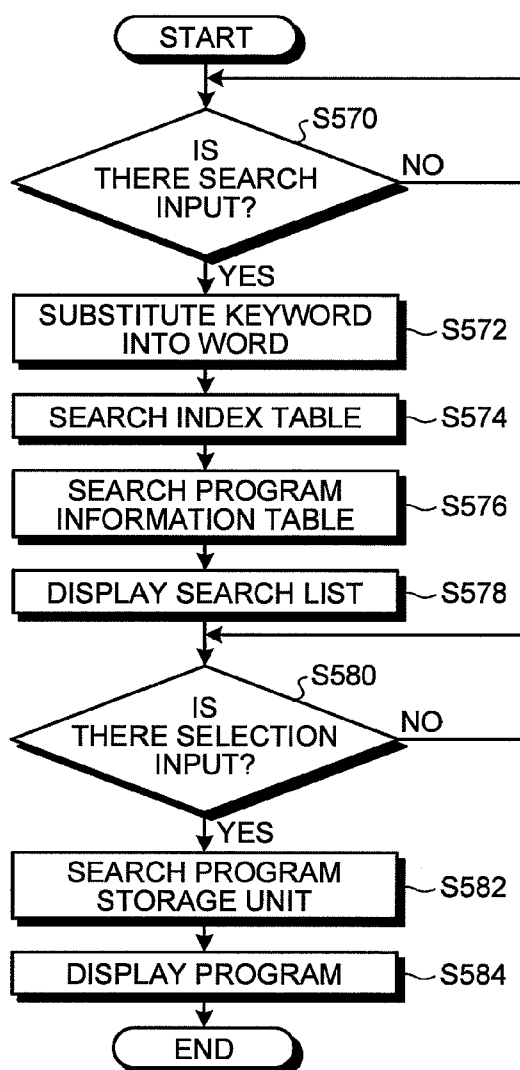 START
S570
IS
THERE SEARCH
INPUT?
NO
YES
SUBSTITUTE KEYWORD
INTO WORD
S572
SEARCH INDEX TABLE
S574
SEARCH PROGRAM
INFORMATION TABLE
S576
DISPLAY SEARCH LIST
S578
S580
IS
THERE SELECTION
INPUT?
NO
YES
SEARCH PROGRAM
STORAGE UNIT
S582
DISPLAY PROGRAM
S584
END